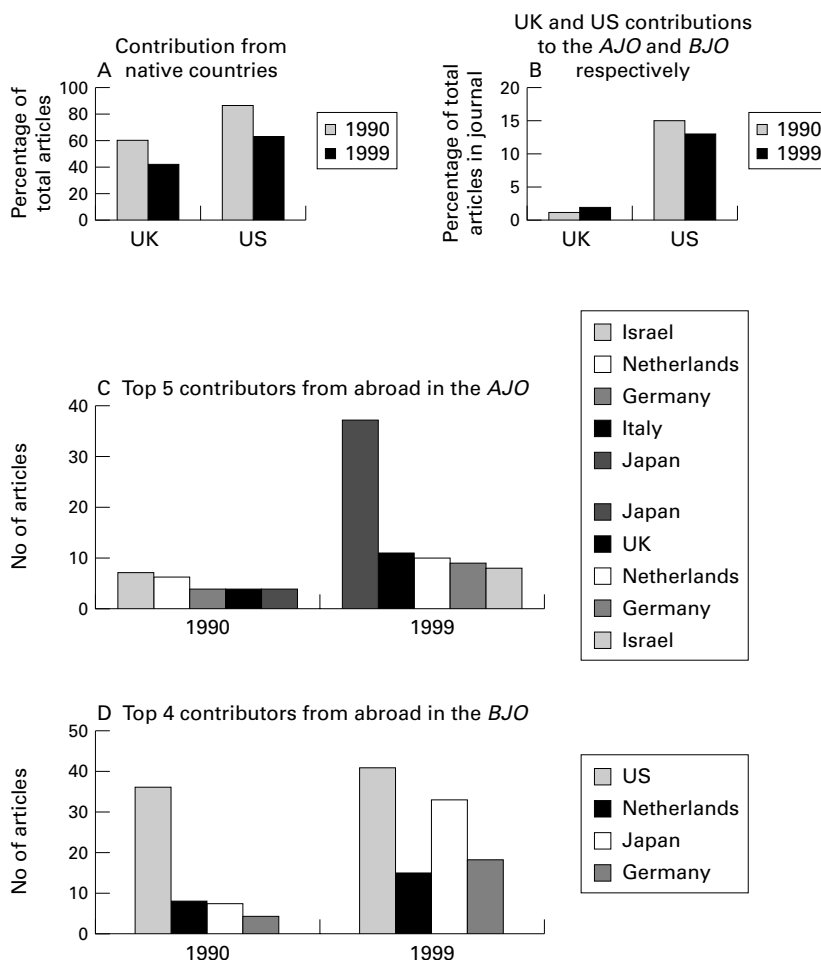 A
Contribution from
native countries
Percentage of
total articles
100
80
60
40
20
0
UK
US
1990
1999
UK and US contributions
to the AJO and BJO
B respectively
Percentage of total
articles in journal
20
15
10
5
0
UK
US
1990
1999
C Top 5 contributors from abroad in the AJO
No of articles
40
30
20
10
0
1990
1999
Israel
Netherlands
Germany
Italy
Japan
Japan
UK
Netherlands
Germany
Israel
D Top 4 contributors from abroad in the BJO
No of articles
50
40
30
20
10
0
1990
1999
US
Netherlands
Japan
Germany